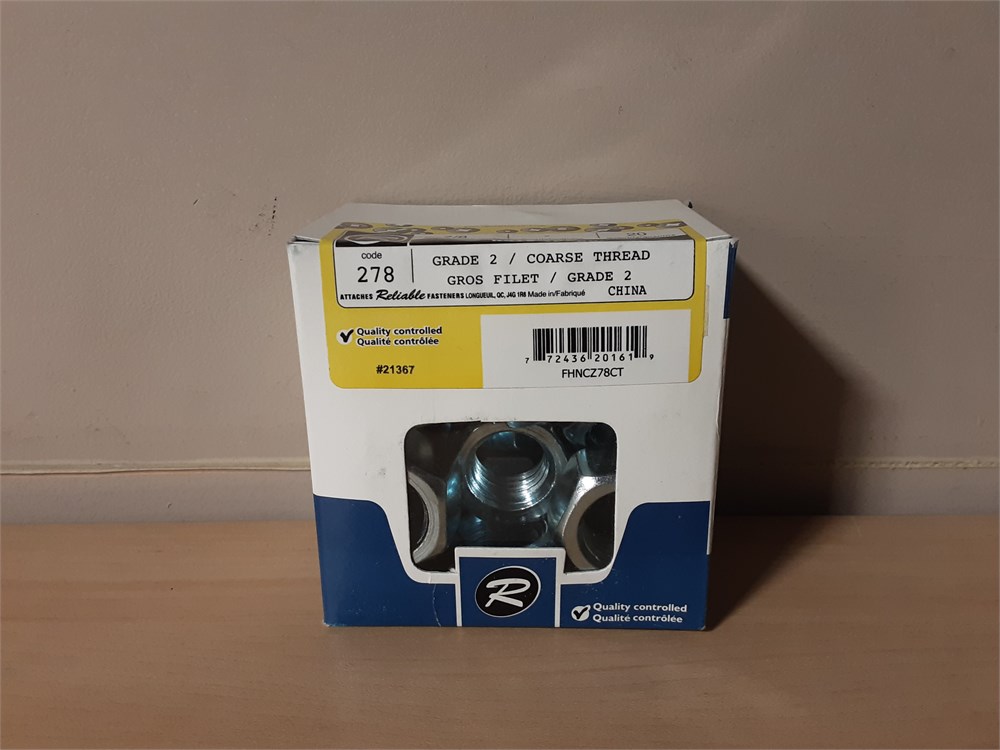 code
278
GRADE 2 / COARSE THREAD
GROS FILET / GRADE 2
ATTACHES Reliable FASTENERS LONGUEUIL, QC, J4G 1R8 Made in/Fabriqué CHINA
Quality controlled
Qualité contrôlée
#21367
7 72436 20161 9
FHNCZ78CT
R
Quality controlled
Qualité contrôlée